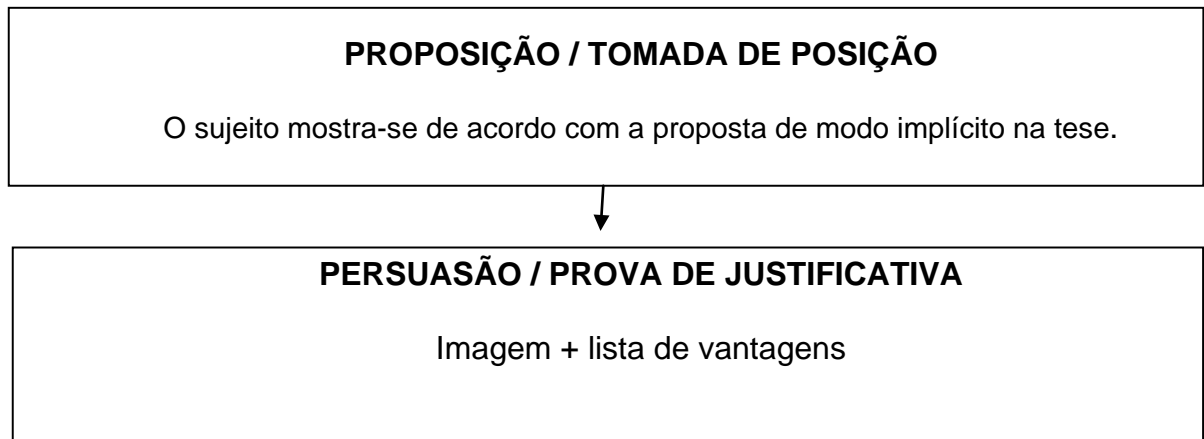 PROPOSIÇÃO / TOMADA DE POSIÇÃO
O sujeito mostra-se de acordo com a proposta de modo implícito na tese.
PERSUASÃO / PROVA DE JUSTIFICATIVA
Imagem + lista de vantagens